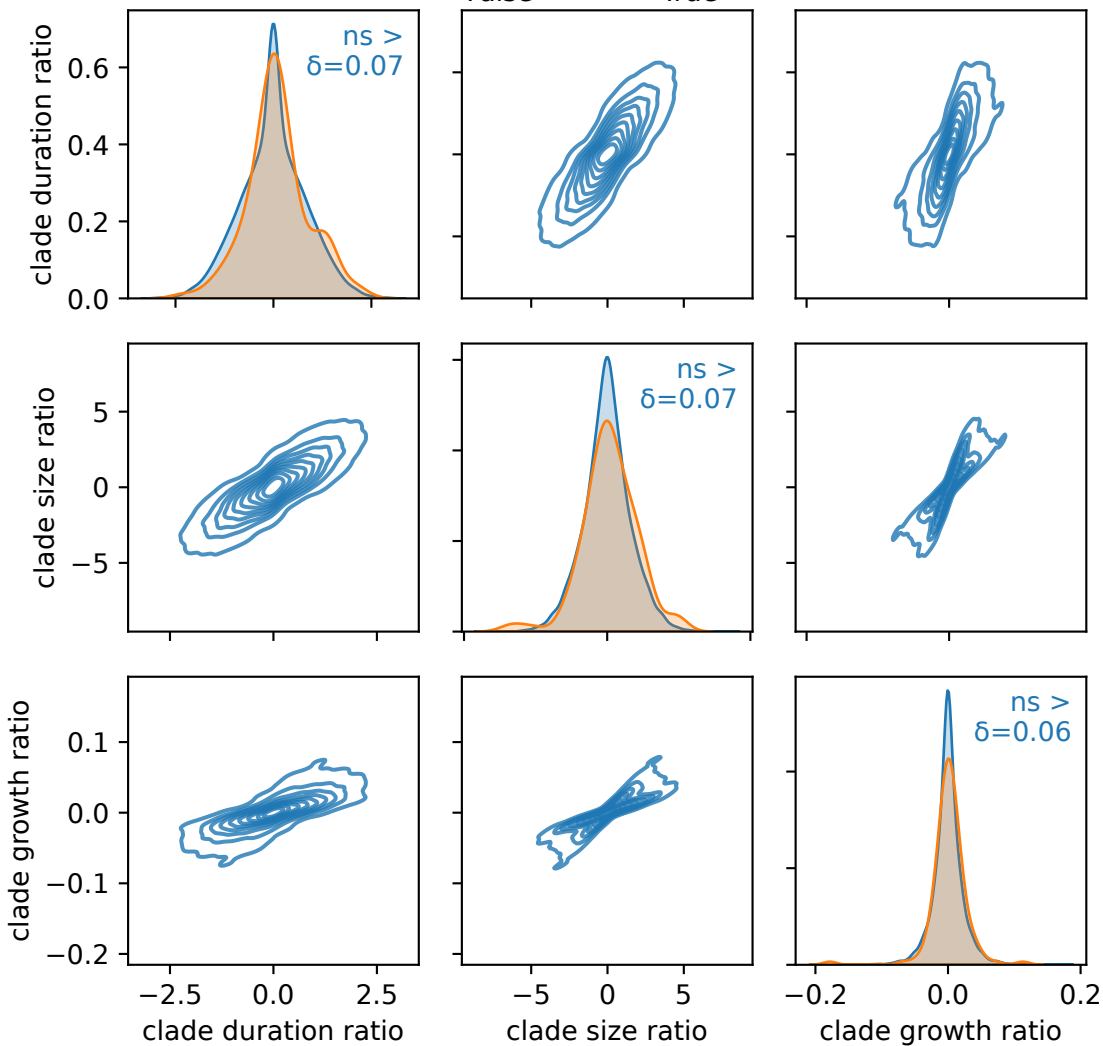 clade duration ratio
0.6
0.4
0.2
0.0
ns >
δ=0.07
clade size ratio
5
0
−5
ns >
δ=0.07
clade growth ratio
0.1
0.0
−0.1
−0.2
ns >
δ=0.06
−2.5 0.0 2.5
−5 0 5
−0.2 0.0 0.2
clade duration ratio
clade size ratio
clade growth ratio